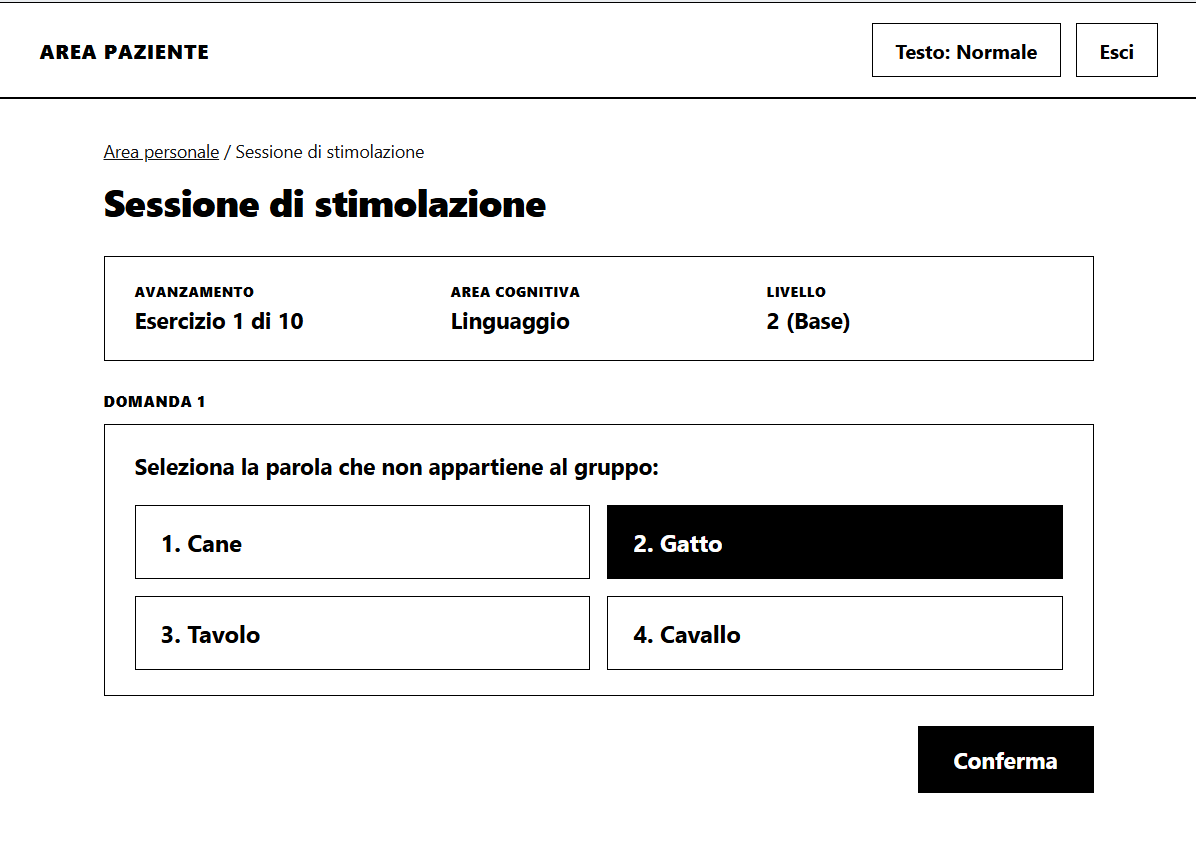 AREA PAZIENTE
Testo: Normale
Esci
Area personale / Sessione di stimolazione
Sessione di stimolazione
AVANZAMENTO
Esercizio 1 di 10
AREA COGNITIVA
Linguaggio
LIVELLO
2 (Base)
DOMANDA 1
Seleziona la parola che non appartiene al gruppo:
1. Cane
2. Gatto
3. Tavolo
4. Cavallo
Conferma